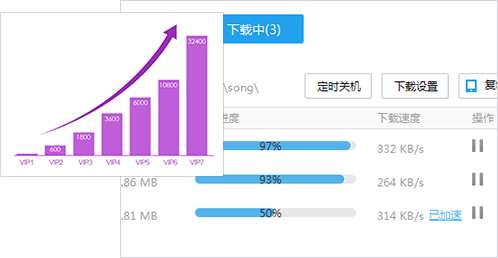 下载中(3)
32400
10800
6000
3600
1800
600
VIP1 VIP2 VIP3 VIP4 VIP5 VIP6 VIP7
\song\
定时关机 下载设置
进度 下载速度 操作
97% 332 KB/s
.86 MB 93% 264 KB/s
.81 MB 50% 314 KB/s 已加速